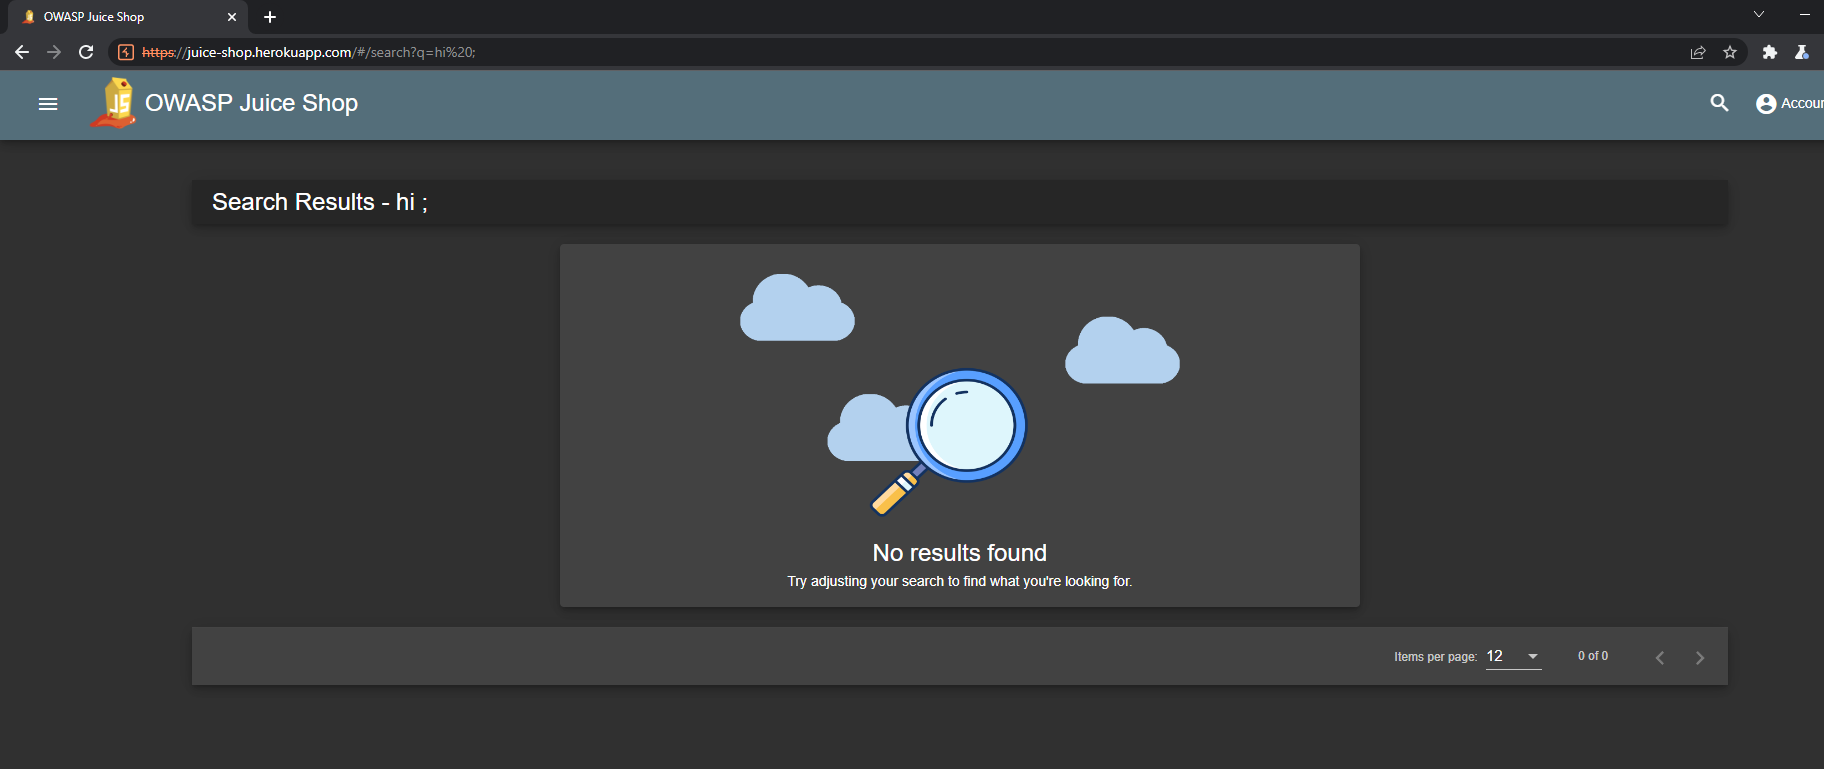 OWASP Juice Shop
https://juice-shop.herokuapp.com/#/search?q=hi%20;
JS OWASP Juice Shop
Accoun
Search Results - hi ;
No results found
Try adjusting your search to find what you're looking for.
Items per page: 12 0 of 0